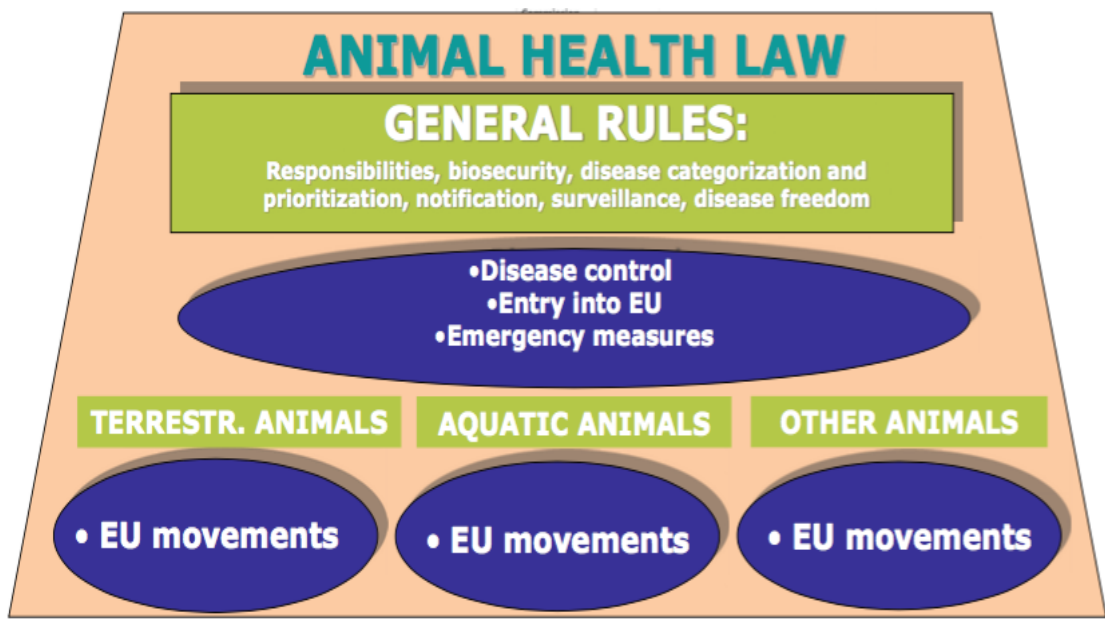 ANIMAL HEALTH LAW
GENERAL RULES:
Responsibilities, biosecurity, disease categorization and
prioritization, notification, surveillance, disease freedom
•Disease control
•Entry into EU
•Emergency measures
TERRESTR. ANIMALS
AQUATIC ANIMALS
OTHER ANIMALS
• EU movements
• EU movements
• EU movements